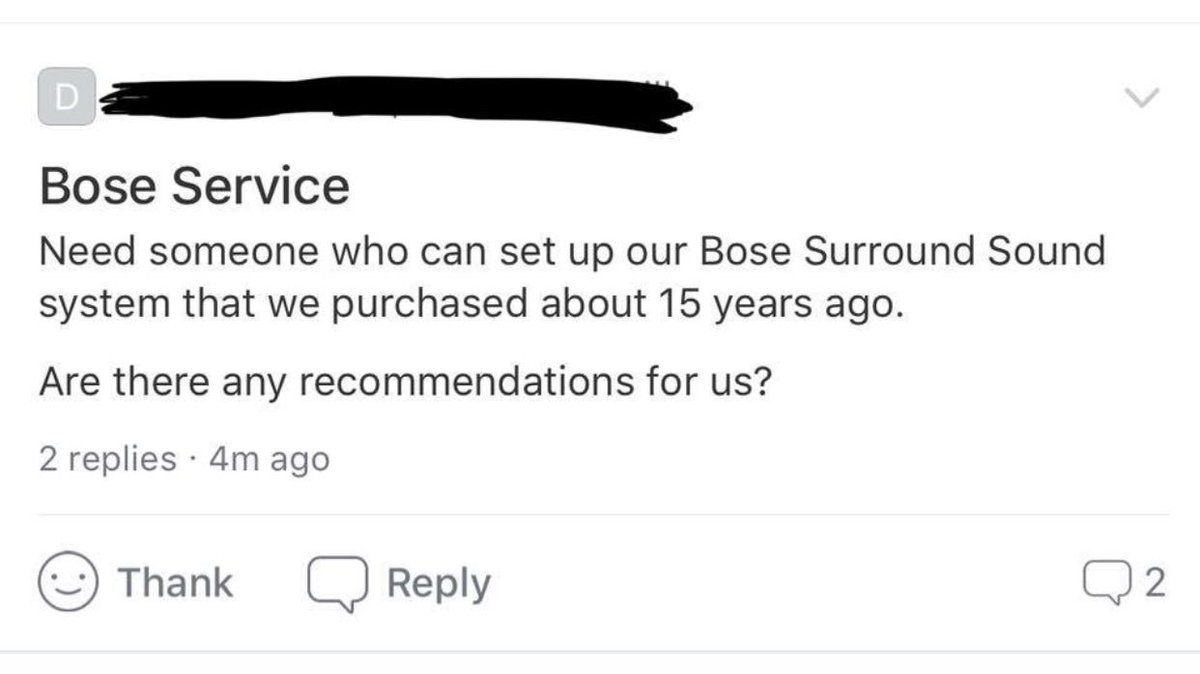 D
Bose Service
Need someone who can set up our Bose Surround Sound
system that we purchased about 15 years ago.
Are there any recommendations for us?
2 replies · 4m ago
Thank
Reply
2